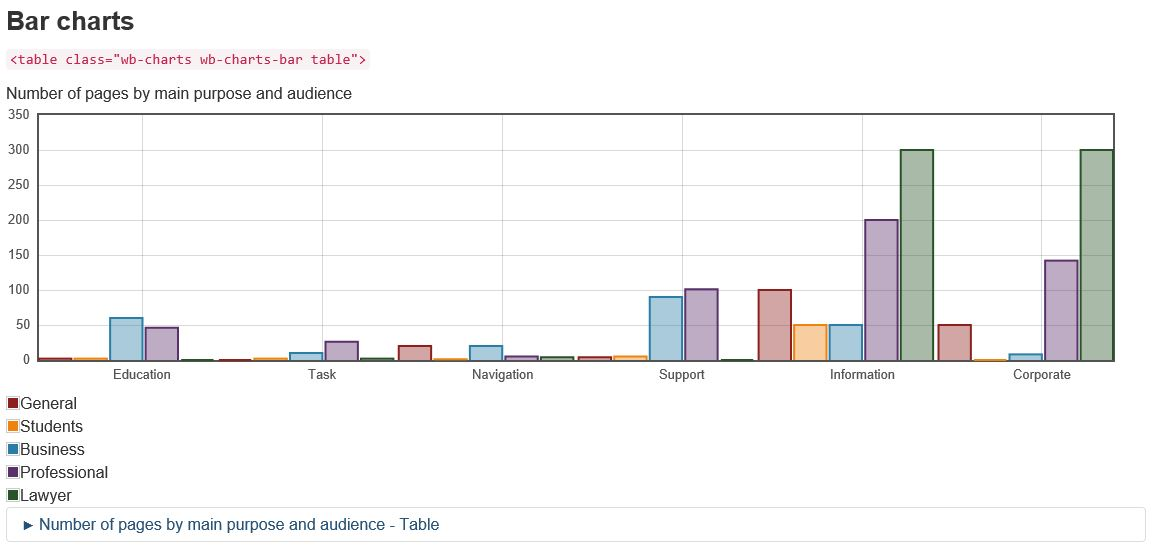 Bar charts
<table class="wb-charts wb-charts-bar table">
Number of pages by main purpose and audience
350
300
250
200
150
100
50
0
Education Task Navigation Support Information Corporate
General
Students
Business
Professional
Lawyer
► Number of pages by main purpose and audience - Table